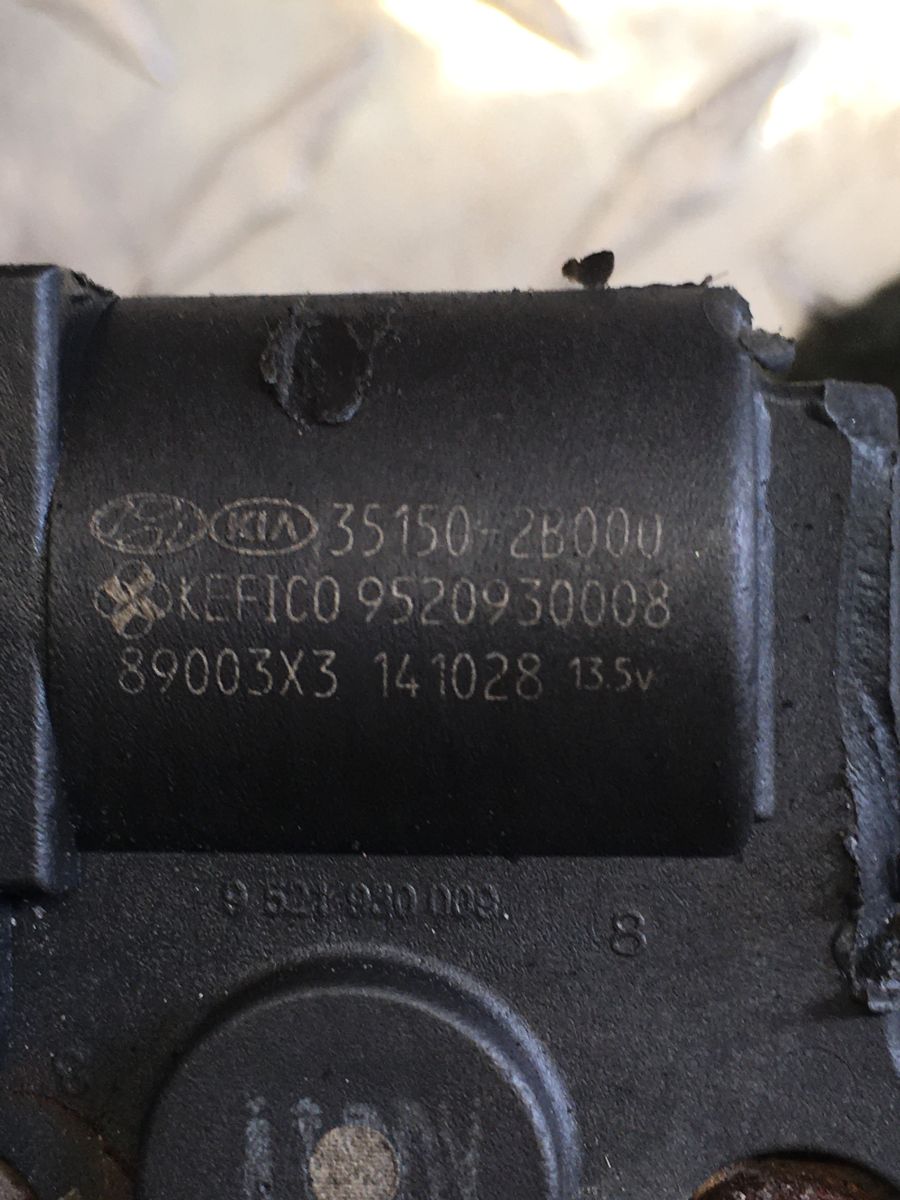 KIA 35150-2B000
KEFICO 9520930008
89003X3 141028 13.5v
8